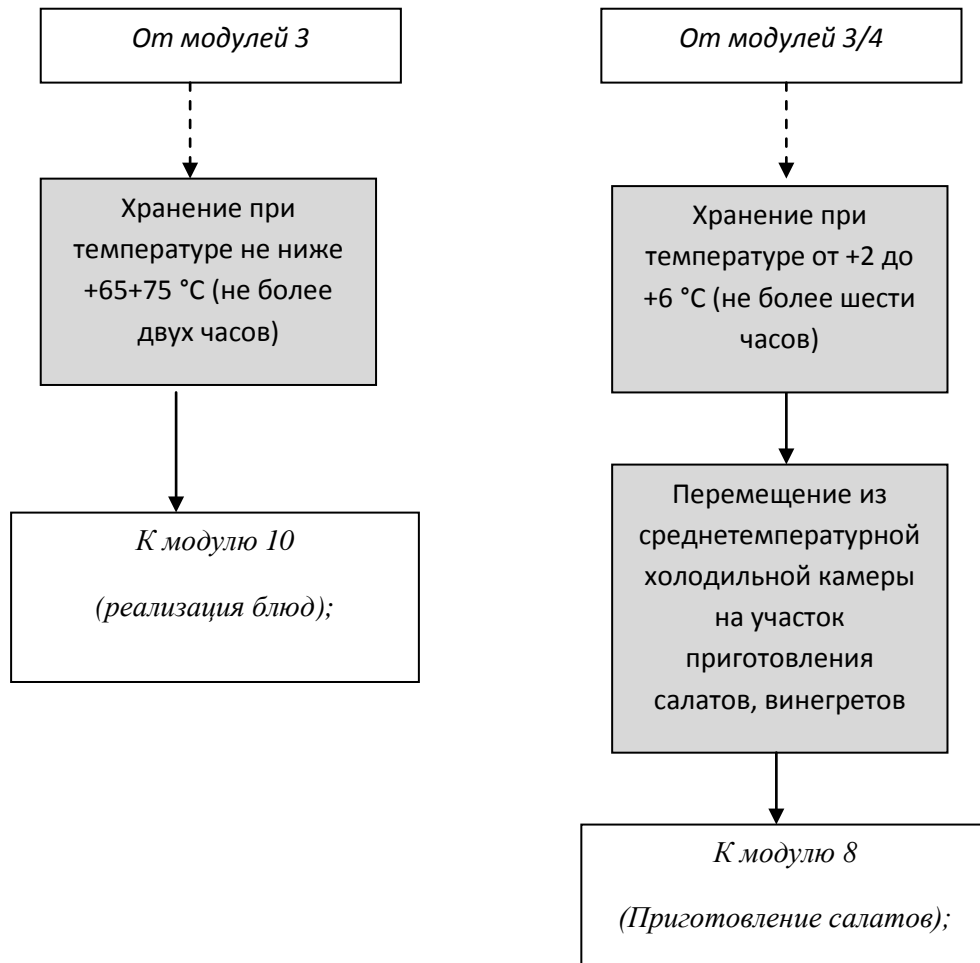 От модулей 3
Хранение при
температуре не ниже
+65+75 °С (не более
двух часов)
К модулю 10
(реализация блюд);
От модулей 3/4
Хранение при
температуре от +2 до
+6 °С (не более шести
часов)
Перемещение из
среднетемпературной
холодильной камеры
на участок
приготовления
салатов, винегретов
К модулю 8
(Приготовление салатов);